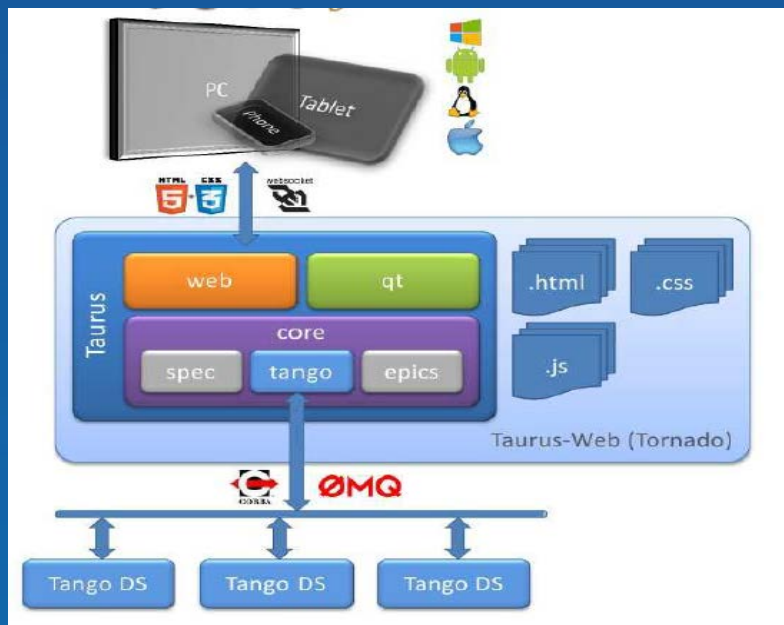 PC
Tablet
Phone
HTML
CSS
5
3
websocket
Taurus
web
qt
core
spec
tango
epics
.html
.css
.js
Taurus-Web (Tornado)
CORBA
ØMQ
Tango DS
Tango DS
Tango DS